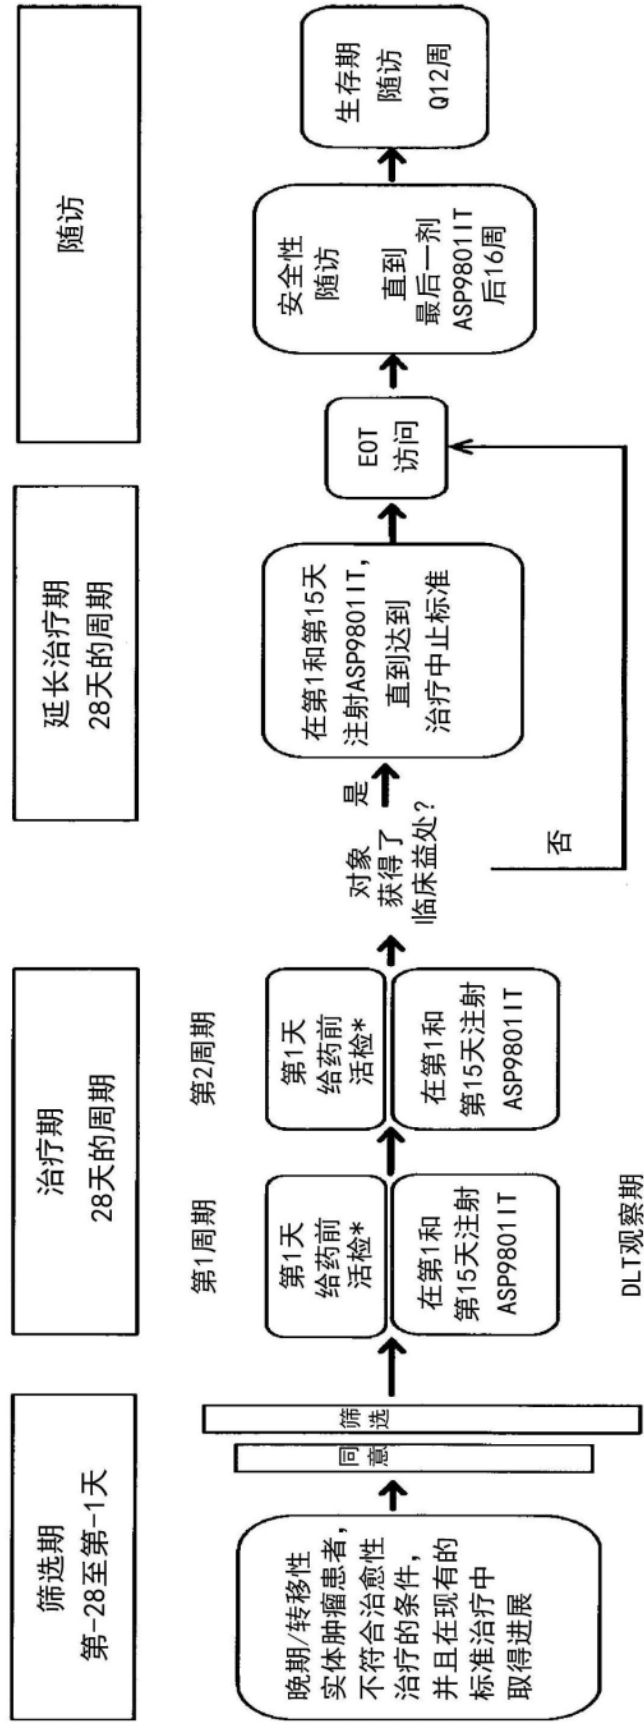 筛选期
第-28至第-1天
治疗期
28天的周期
延长治疗期
28天的周期
随访
晚期/转移性
实体肿瘤患者,
不符合治愈性
治疗的条件,
并且在现有的
标准治疗中
取得进展
同意
筛选
第1周期
第1天
给药前
活检*
在第1和
第15天注射
ASP9801IT
DLT观察期
第2周期
第1天
给药前
活检*
在第1和
第15天注射
ASP9801IT
对象
获得了
临床益处?
是
否
在第1和第15天
注射ASP9801IT,
直到达到
治疗中止标准
EOT
访问
安全性
随访
直到
最后一剂
ASP9801IT
后16周
生存期
随访
Q12周